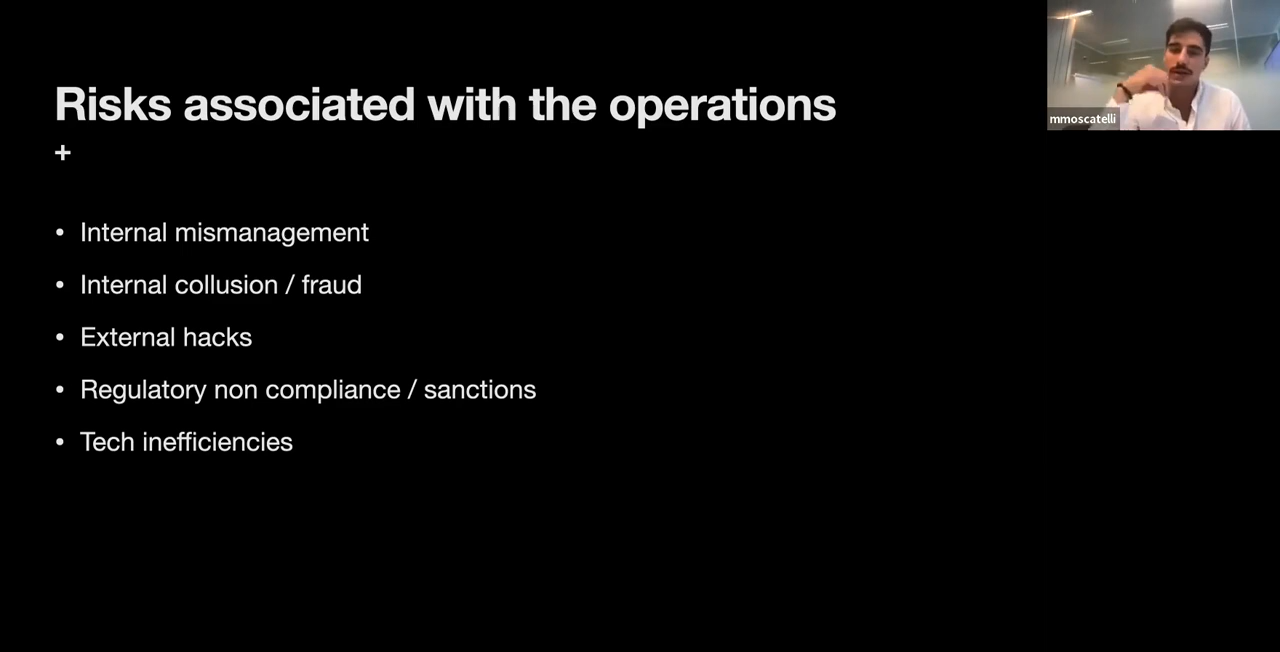 Risks associated with the operations
+
• Internal mismanagement
• Internal collusion / fraud
• External hacks
• Regulatory non compliance / sanctions
• Tech inefficiencies
mmoscatelli